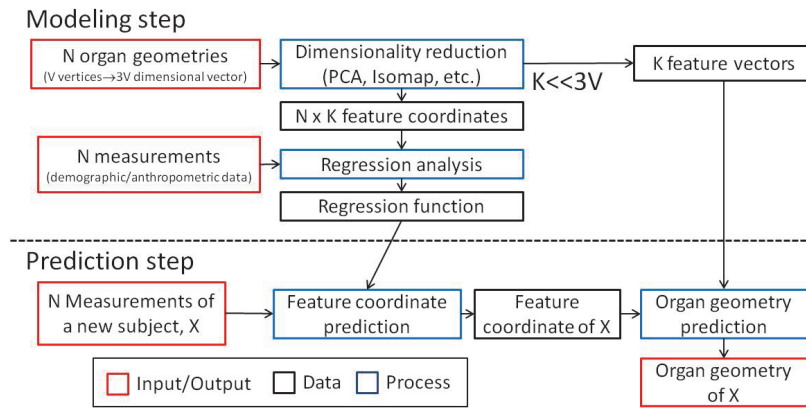 Modeling step
N organ geometries
(V vertices→3V dimensional vector)
Dimensionality reduction
(PCA, Isomap, etc.)
K<<3V
K feature vectors
N x K feature coordinates
N measurements
(demographic/anthropometric data)
Regression analysis
Regression function
Prediction step
N Measurements of
a new subject, X
Feature coordinate
prediction
Feature
coordinate of X
Organ geometry
prediction
Organ geometry
of X
Input/Output
Data
Process